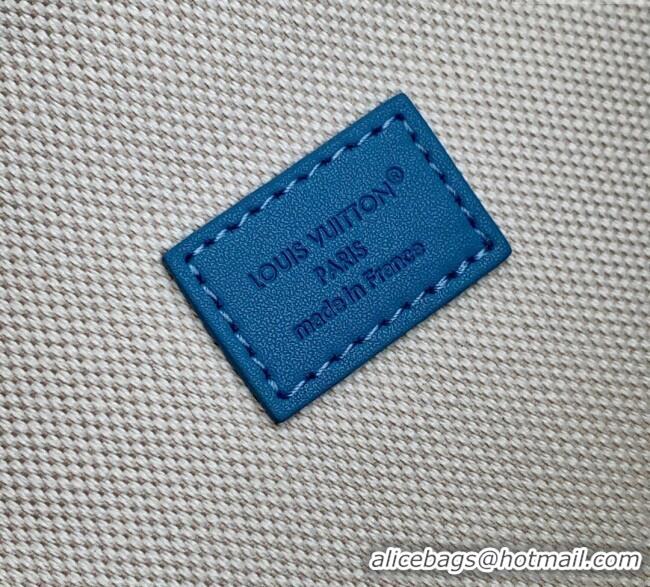 LOUIS VUITTON®
PARIS
made in France
alicebags@hotmail.com